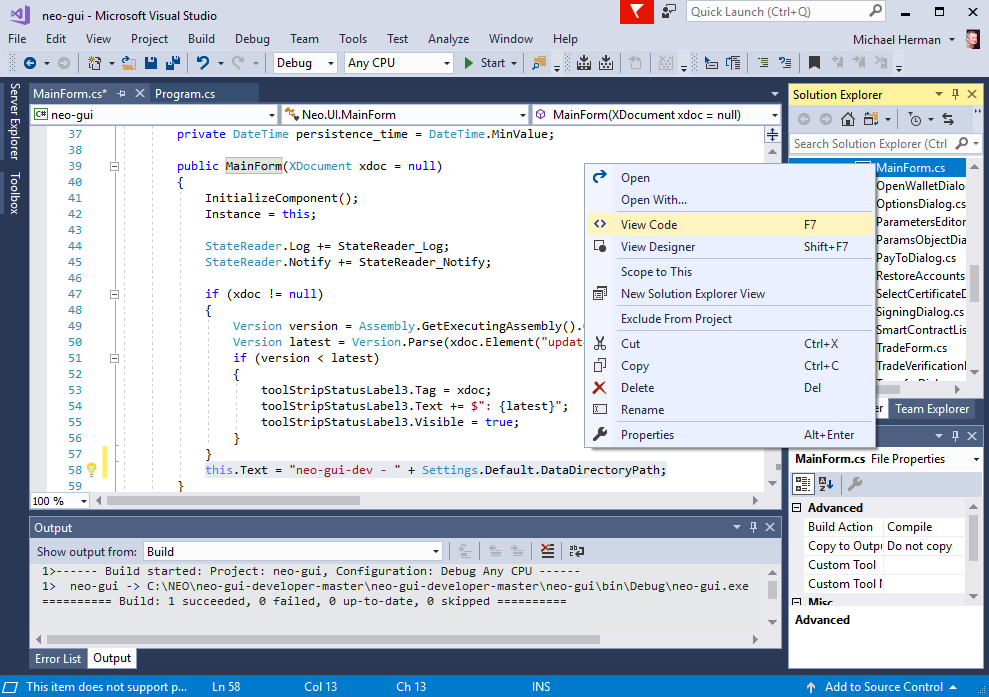 neo-gui - Microsoft Visual Studio
Quick Launch (Ctrl+Q)
File Edit View Project Build Debug Team Tools Test Analyze Window Help
Michael Herman
Debug Any CPU Start
Server Explorer
Toolbox
MainForm.cs* Program.cs
C# neo-gui Neo.UI.MainForm MainForm(XDocument xdoc = null)
37 private DateTime persistence_time = DateTime.MinValue;
38
39 public MainForm(XDocument xdoc = null)
40 {
41 InitializeComponent();
42 Instance = this;
43
44 StateReader.Log += StateReader_Log;
45 StateReader.Notify += StateReader_Notify;
46
47 if (xdoc != null)
48 {
49 Version version = Assembly.GetExecutingAssembly().
50 Version latest = Version.Parse(xdoc.Element("updat
51 if (version < latest)
52 {
53 toolStripStatusLabel3.Tag = xdoc;
54 toolStripStatusLabel3.Text += $": {latest}";
55 toolStripStatusLabel3.Visible = true;
56 }
57 }
58 this.Text = "neo-gui-dev - " + Settings.Default.DataDirectoryPath;
59 }
100 %
Open
Open With...
View Code F7
View Designer Shift+F7
Scope to This
New Solution Explorer View
Exclude From Project
Cut Ctrl+X
Copy Ctrl+C
Delete Del
Rename
Properties Alt+Enter
Solution Explorer
Search Solution Explorer (Ctrl
MainForm.cs
OpenWalletDialo
OptionsDialog.cs
ParametersEditor
ParamsObjectDia
PayToDialog.cs
RestoreAccounts
SelectCertificateD
SigningDialog.cs
SmartContractLis
TradeForm.cs
TradeVerification
er Team Explorer
MainForm.cs File Properties
Advanced
Build Action Compile
Copy to Outpu Do not copy
Custom Tool
Custom Tool N
Misc
Advanced
Output
Show output from: Build
1>------ Build started: Project: neo-gui, Configuration: Debug Any CPU ------
1> neo-gui -> C:\NEO\neo-gui-developer-master\neo-gui-developer-master\neo-gui\bin\Debug\neo-gui.exe
========== Build: 1 succeeded, 0 failed, 0 up-to-date, 0 skipped ==========
Error List Output
This item does not support p... Ln 58 Col 13 Ch 13 INS Add to Source Control